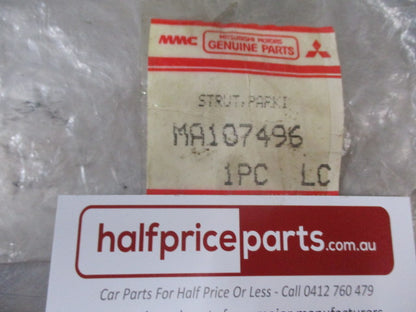 MMC
MITSUBISHI MOTORS
GENUINE PARTS
STRUT,PARKI
MA107496
1PC LC
halfpriceparts.com.au
Car Parts For Half Price Or Less - Call 0412 760 479